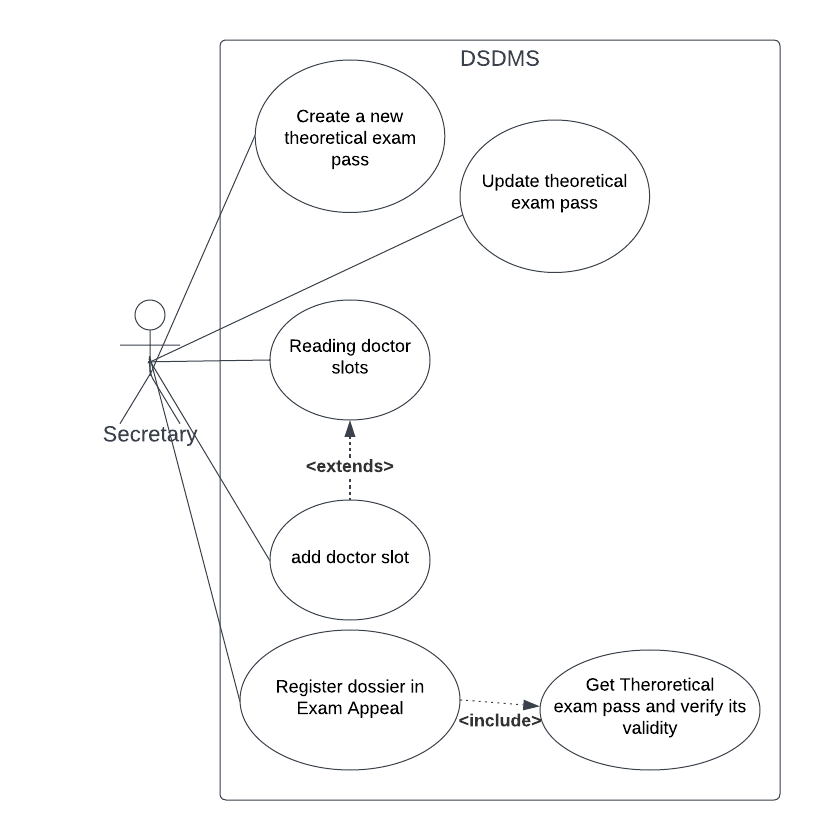 DSDMS
Create a new
theoretical exam
pass
Update theoretical
exam pass
Reading doctor
slots
Secretary
<extends>
add doctor slot
Register dossier in
Exam Appeal
<include>
Get Theroretical
exam pass and verify its
validity